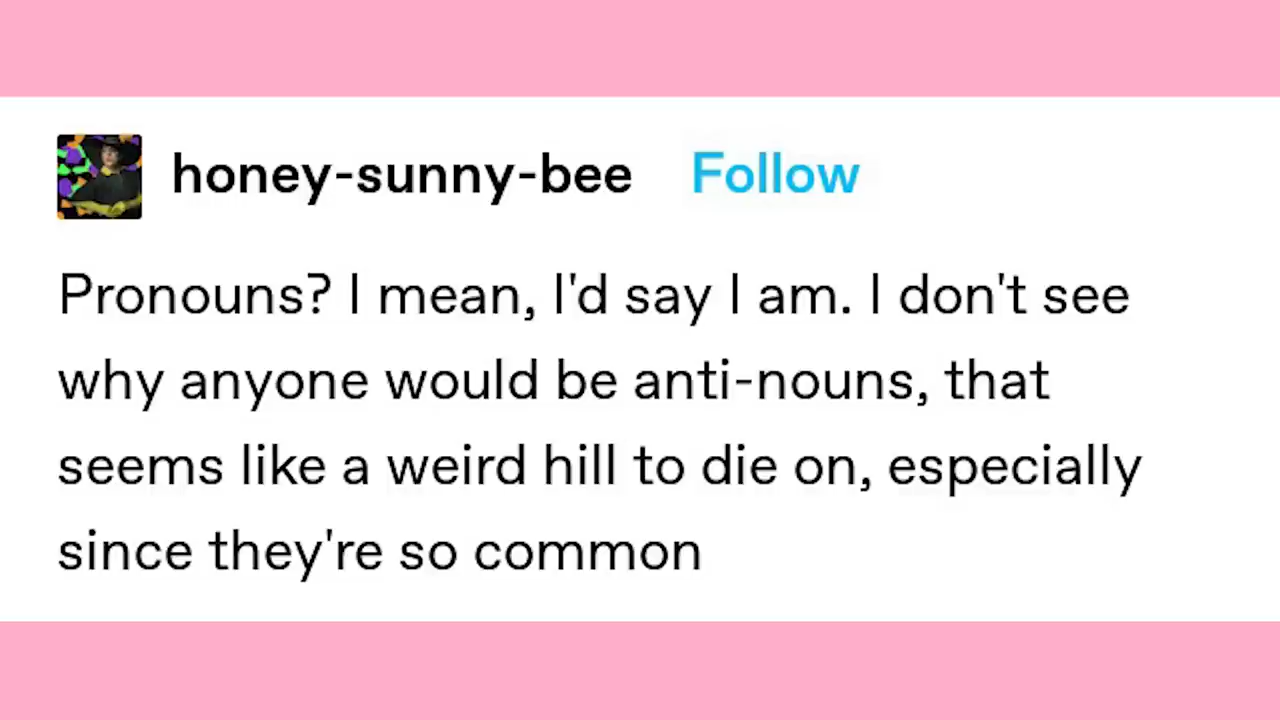 honey-sunny-bee Follow
Pronouns? I mean, I'd say I am. I don't see
why anyone would be anti-nouns, that
seems like a weird hill to die on, especially
since they're so common